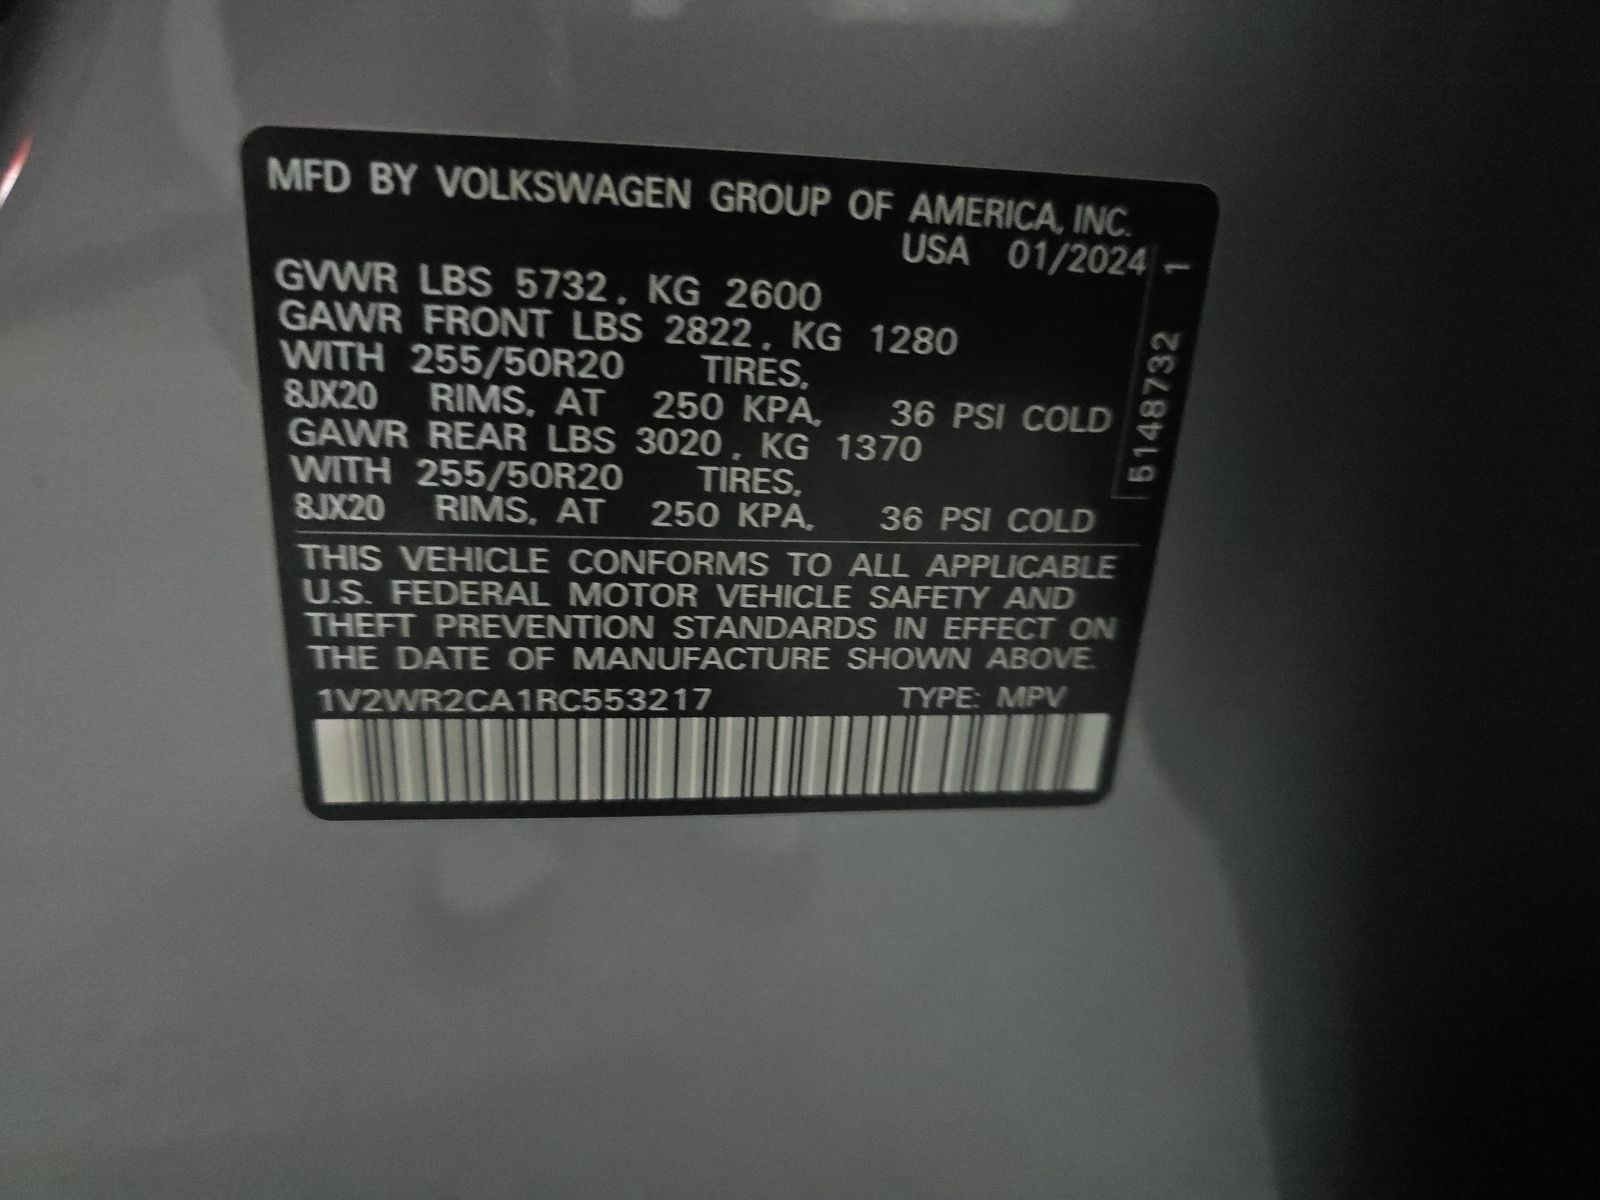 MFD BY VOLKSWAGEN GROUP OF AMERICA, INC.
USA 01/2024
GVWR LBS 5732, KG 2600
GAWR FRONT LBS 2822, KG 1280
WITH 255/50R20 TIRES,
8JX20 RIMS, AT 250 KPA, 36 PSI COLD
GAWR REAR LBS 3020, KG 1370
WITH 255/50R20 TIRES,
8JX20 RIMS, AT 250 KPA, 36 PSI COLD
THIS VEHICLE CONFORMS TO ALL APPLICABLE
U.S. FEDERAL MOTOR VEHICLE SAFETY AND
THEFT PREVENTION STANDARDS IN EFFECT ON
THE DATE OF MANUFACTURE SHOWN ABOVE.
1V2WR2CA1RC553217 TYPE: MPV
5148732 1